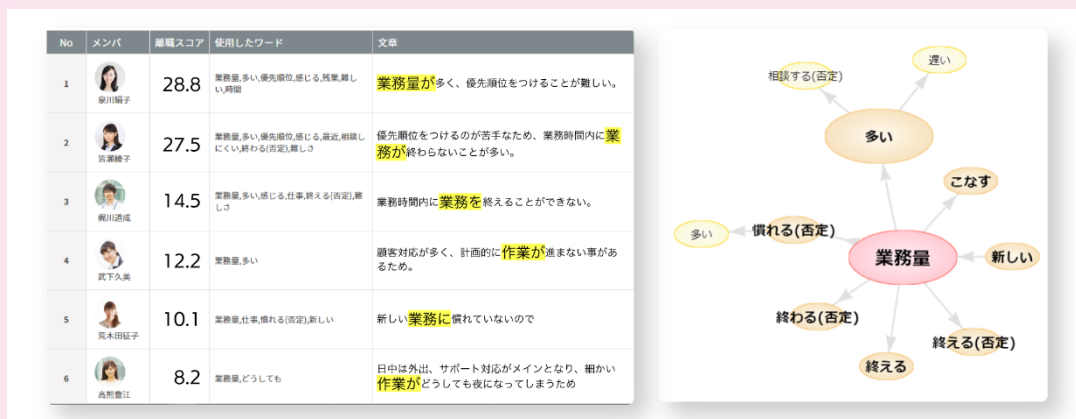 No メンバ 離職スコア 使用したワード 文章
1 泉川絹子 28.8
業務量,多い,優先順位,感じる,残業,難し
い,時間
業務量が多く、優先順位をつけることが難しい。
2 皆瀬綾子 27.5
業務量,多い,優先順位,感じる,最近,相談し
にくい,終わる(否定),難しさ
優先順位をつけるのが苦手なため、業務時間内に業
務が終わらないことが多い。
3 梶川道成 14.5
業務量,多い,感じる,仕事,終える(否定),難
しさ
業務時間内に業務を終えることができない。
4 武下久美 12.2
業務量,多い
顧客対応が多く、計画的に作業が進まない事があ
るため。
5 荒木田征子 10.1
業務量,仕事,慣れる(否定),新しい
新しい業務に慣れていないので
6 高熊豊江 8.2
業務量,どうしても
日中は外出、サポート対応がメインとなり、細かい
作業がどうしても夜になってしまうため
遅い
相談する(否定)
多い
こなす
多い
慣れる(否定)
業務量
新しい
終わる(否定)
終える(否定)
終える